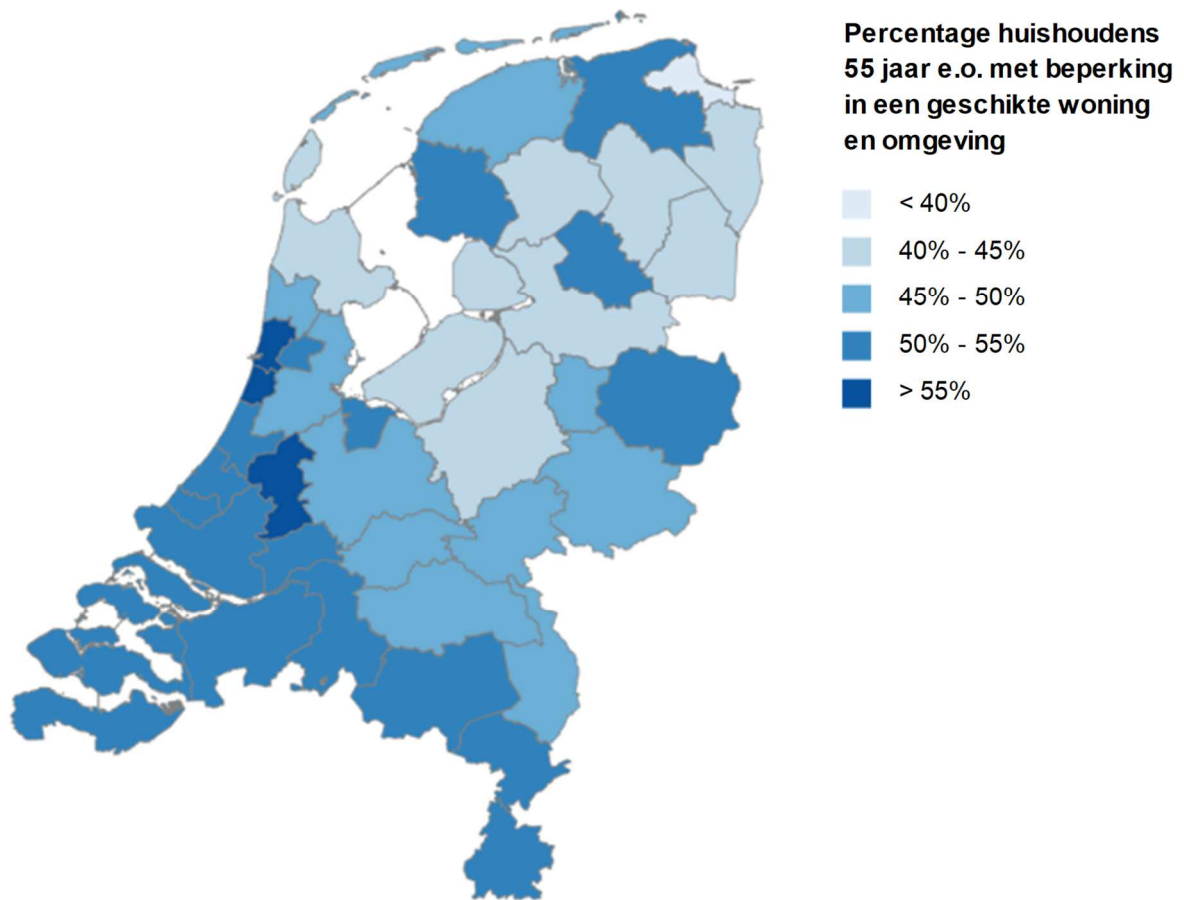 Percentage huishoudens
55 jaar e.o. met beperking
in een geschikte woning
en omgeving
< 40%
40% - 45%
45% - 50%
50% - 55%
> 55%